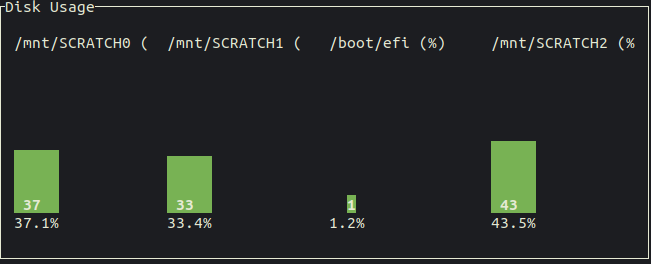 Disk Usage
/mnt/SCRATCH0 ( /mnt/SCRATCH1 ( /boot/efi (%) /mnt/SCRATCH2 (%
37 33 1 43
37.1% 33.4% 1.2% 43.5%